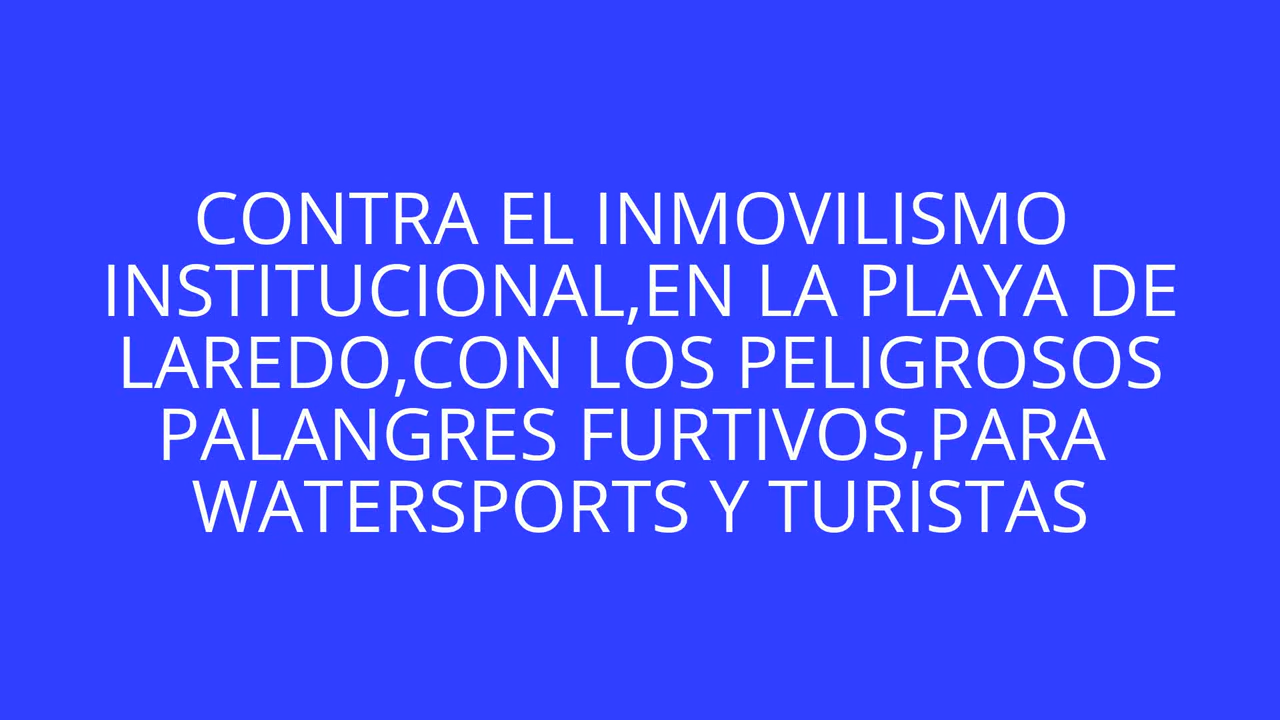 CONTRA EL INMOVILISMO
INSTITUCIONAL,EN LA PLAYA DE
LAREDO,CON LOS PELIGROSOS
PALANGRES FURTIVOS,PARA
WATERSPORTS Y TURISTAS